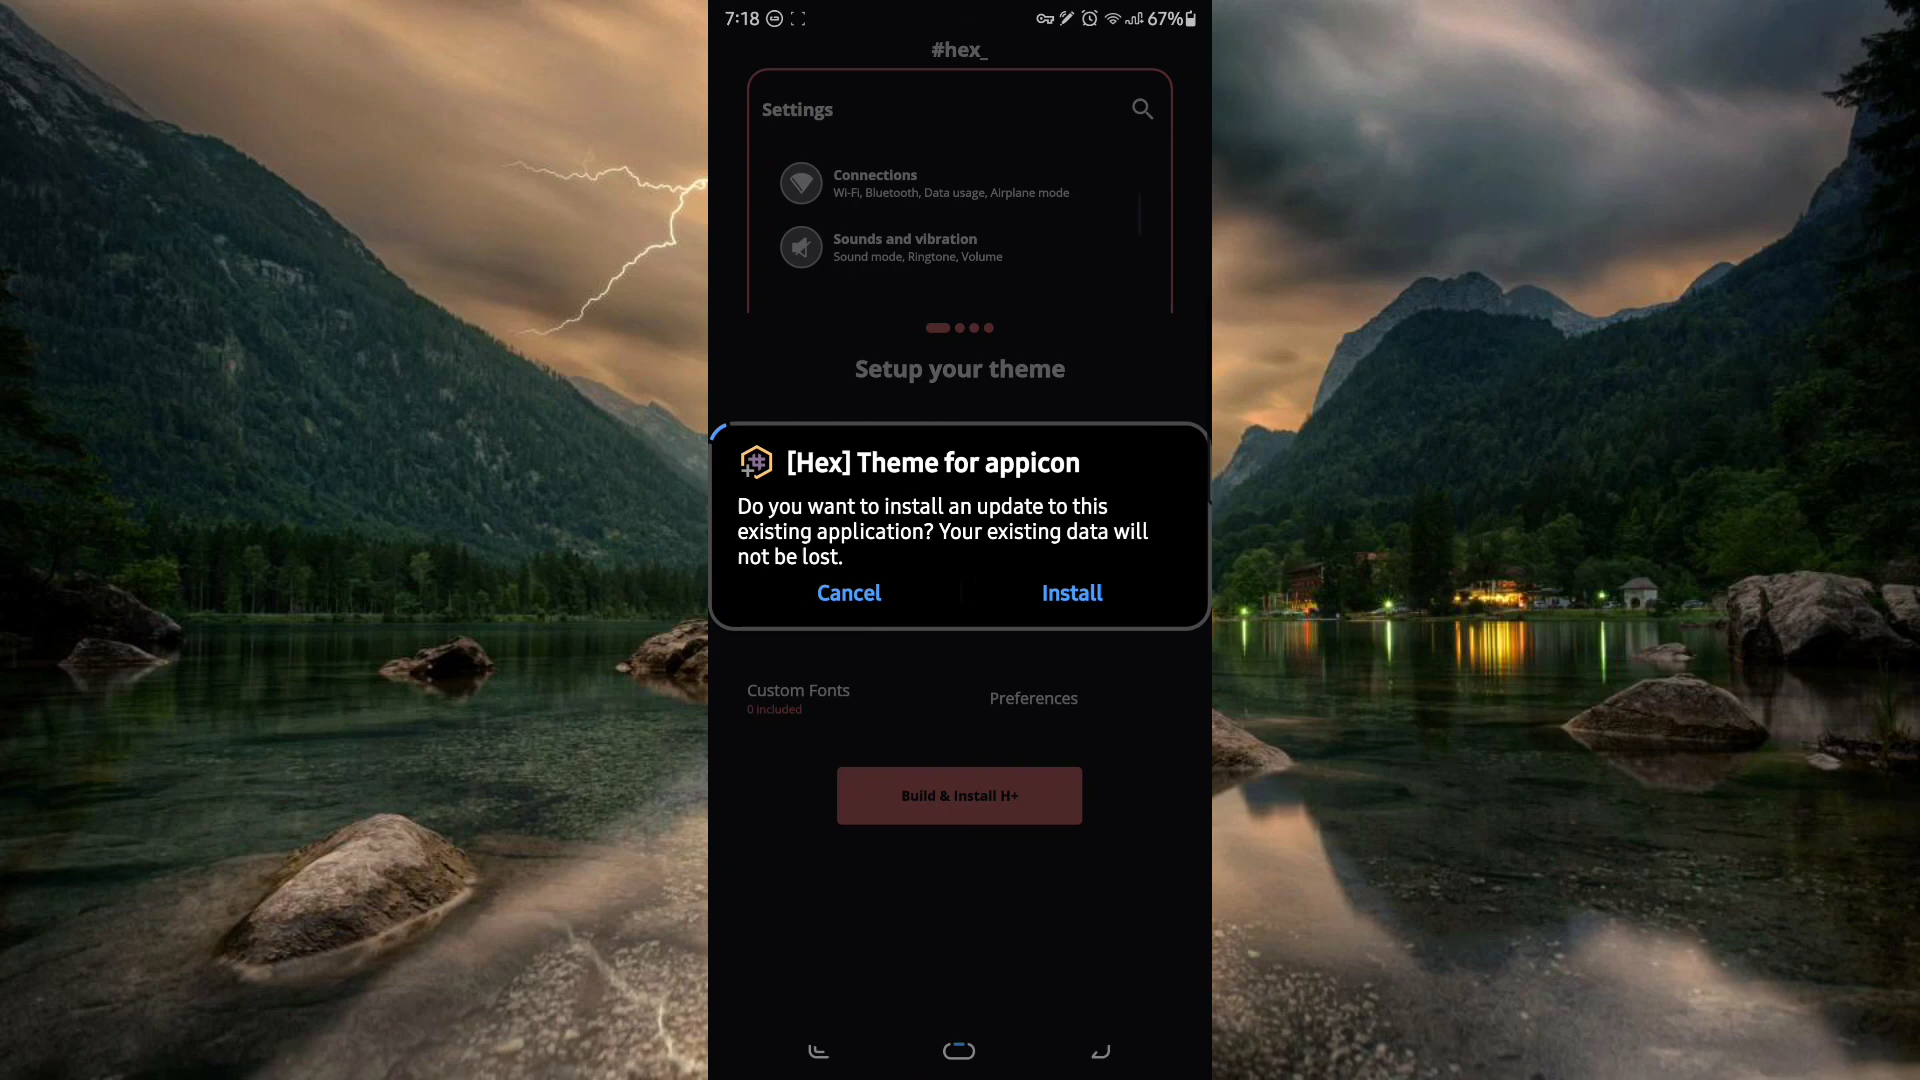 7:18
67%
#hex_
Settings
Connections
Wi-Fi, Bluetooth, Data usage, Airplane mode
Sounds and vibration
Sound mode, Ringtone, Volume
Setup your theme
[Hex] Theme for appicon
Do you want to install an update to this
existing application? Your existing data will
not be lost.
Cancel
Install
Custom Fonts
0 included
Preferences
Build & Install H+